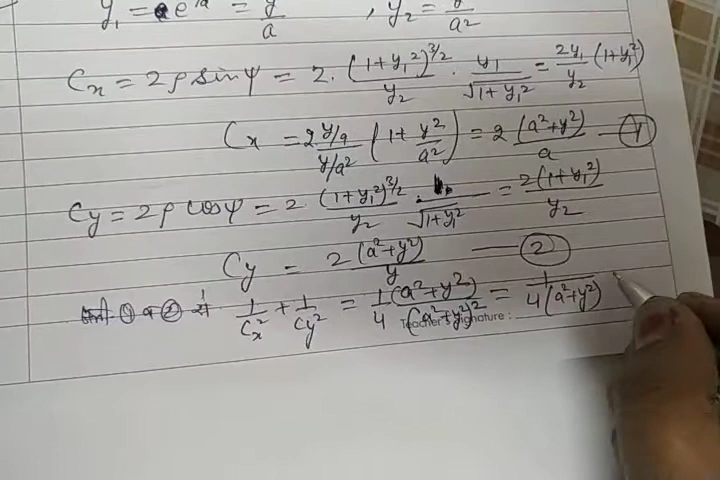 y₁ = e^{x/a} = y/a , y₂ = y/a²
Cx = 2ρ sinψ = 2 · (1+y₁²)^{3/2}/y₂ · y₁/√(1+y₁²) = 2y₁/y₂ (1+y₁²)
Cx = 2 (y/a)/(y/a²) (1 + y²/a²) = 2 (a²+y²)/a — ①
Cy = 2ρ cosψ = 2 (1+y₁²)^{3/2}/y₂ · 1/√(1+y₁²) = 2(1+y₁²)/y₂
Cy = 2(a²+y²)/y — ②
① व ② से 1/Cx² + 1/Cy² = 1/4 (a²+y²)/(a²+y²)² = 1/4(a²+y²)
Teacher's Signature :